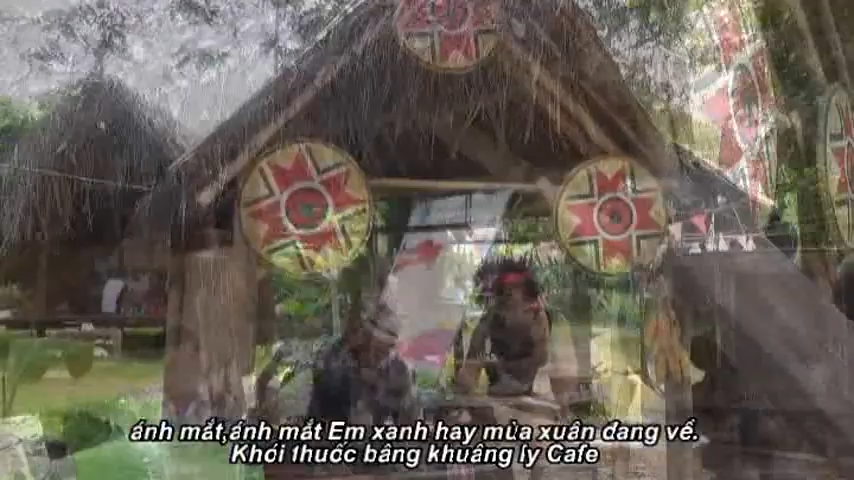 ánh mắt,ánh mắt Em xanh hay mùa xuân đang về.
Khói thuốc bâng khuâng ly Cafe